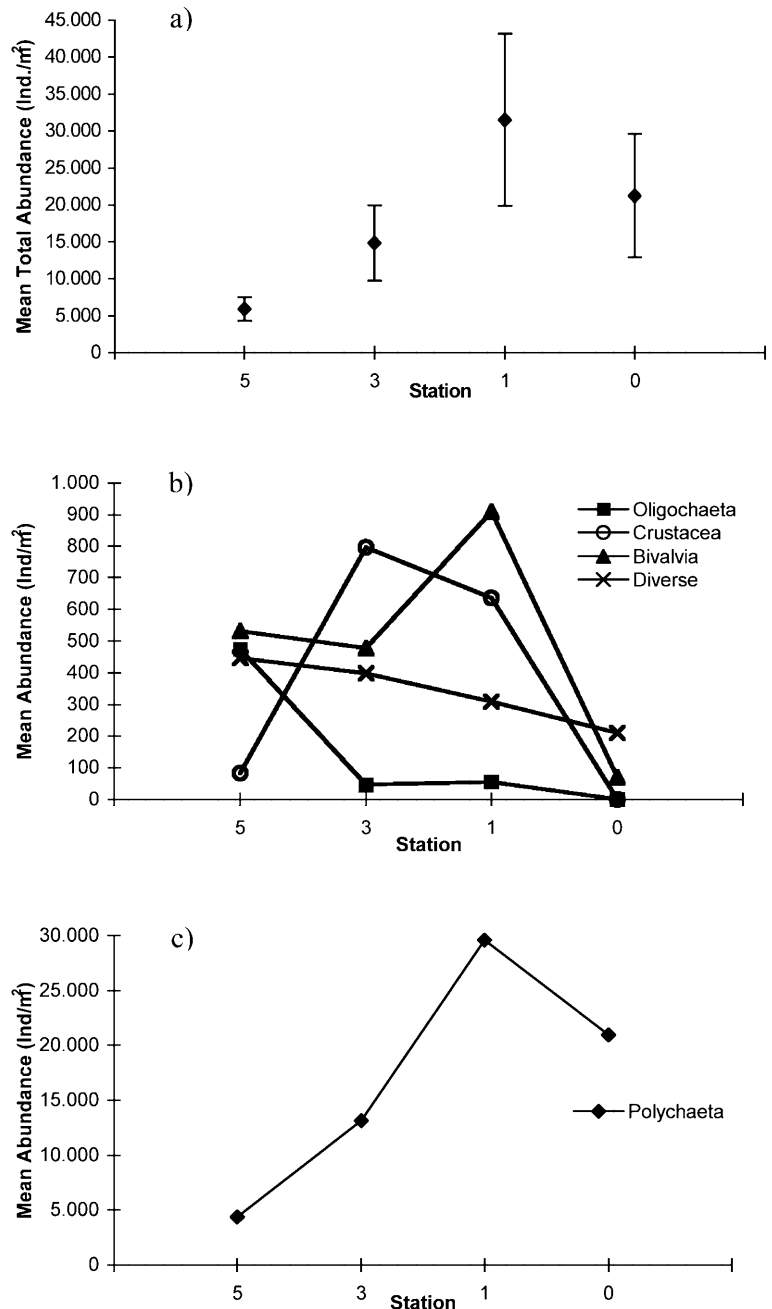 a)
Mean Total Abundance (Ind./m²)
45.000
40.000
35.000
30.000
25.000
20.000
15.000
10.000
5.000
0
5 3 1 0
Station
b)
Mean Abundance (Ind/m²)
1.000
900
800
700
600
500
400
300
200
100
0
Oligochaeta
Crustacea
Bivalvia
Diverse
5 3 1 0
Station
c)
Mean Abundance (Ind/m²)
30.000
25.000
20.000
15.000
10.000
5.000
0
Polychaeta
5 3 1 0
Station